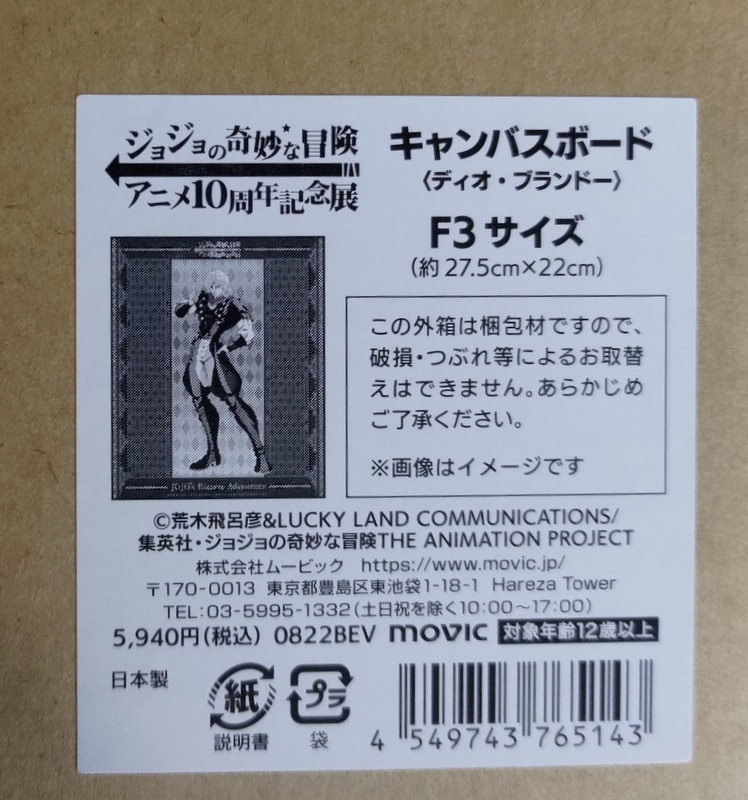 ジョジョの奇妙な冒険
アニメ10周年記念展
キャンバスボード
〈ディオ・ブランドー〉
F3サイズ
(約27.5cm×22cm)
この外箱は梱包材ですので、
破損・つぶれ等によるお取替
えはできません。あらかじめ
ご了承ください。
※画像はイメージです
JoJo's Bizarre Adventure
©荒木飛呂彦&LUCKY LAND COMMUNICATIONS/
集英社・ジョジョの奇妙な冒険THE ANIMATION PROJECT
株式会社ムービック https://www.movic.jp/
〒170-0013 東京都豊島区東池袋1-18-1 Hareza Tower
TEL:03-5995-1332(土日祝を除く10:00〜17:00)
5,940円(税込) 0822BEV movic 対象年齢12歳以上
日本製
紙
説明書
プラ
袋
4 549743 765143